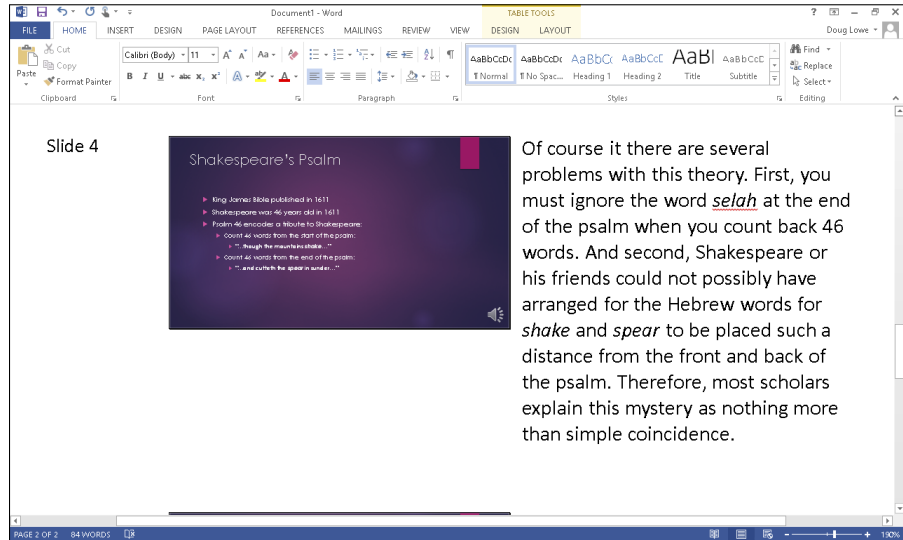 Document1 - Word
TABLE TOOLS
FILE HOME INSERT DESIGN PAGE LAYOUT REFERENCES MAILINGS REVIEW VIEW DESIGN LAYOUT Doug Lowe
Paste
Cut
Copy
Format Painter
Clipboard
Calibri (Body) 11
Font
Paragraph
AaBbCcDc AaBbCcDc AaBbCc AaBbCcC AaBl AaBbCcC
¶ Normal ¶ No Spac... Heading 1 Heading 2 Title Subtitle
Styles
Find
Replace
Select
Editing
Slide 4
Shakespeare's Psalm
King James Bible published in 1611
Shakespeare was 46 years old in 1611
Psalm 46 encodes a tribute to Shakespeare:
Count 46 words from the start of the psalm:
"...though the mountains shake..."
Count 46 words from the end of the psalm:
"...and cutteth the spear in sunder..."
Of course it there are several
problems with this theory. First, you
must ignore the word selah at the end
of the psalm when you count back 46
words. And second, Shakespeare or
his friends could not possibly have
arranged for the Hebrew words for
shake and spear to be placed such a
distance from the front and back of
the psalm. Therefore, most scholars
explain this mystery as nothing more
than simple coincidence.
PAGE 2 OF 2 84 WORDS 190%